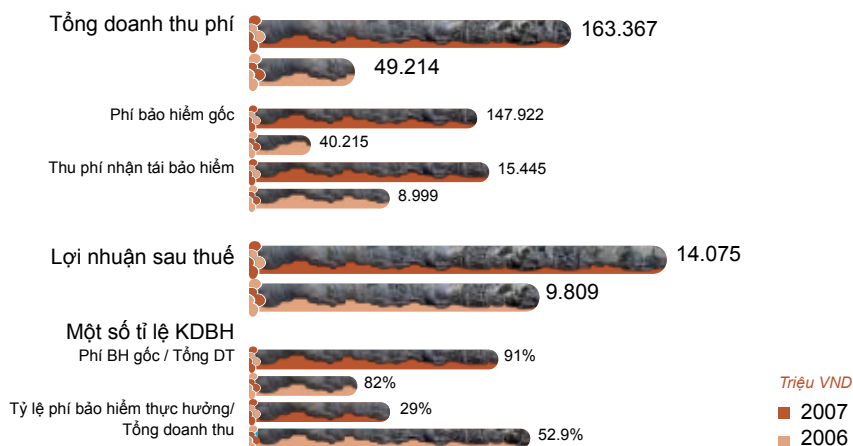 Tổng doanh thu phí
163.367
49.214
Phí bảo hiểm gốc
147.922
40.215
Thu phí nhận tái bảo hiểm
15.445
8.999
Lợi nhuận sau thuế
14.075
9.809
Một số tỉ lệ KDBH
Phí BH gốc / Tổng DT
91%
82%
Tỷ lệ phí bảo hiểm thực hưởng/
Tổng doanh thu
29%
52.9%
Triệu VND
2007
2006